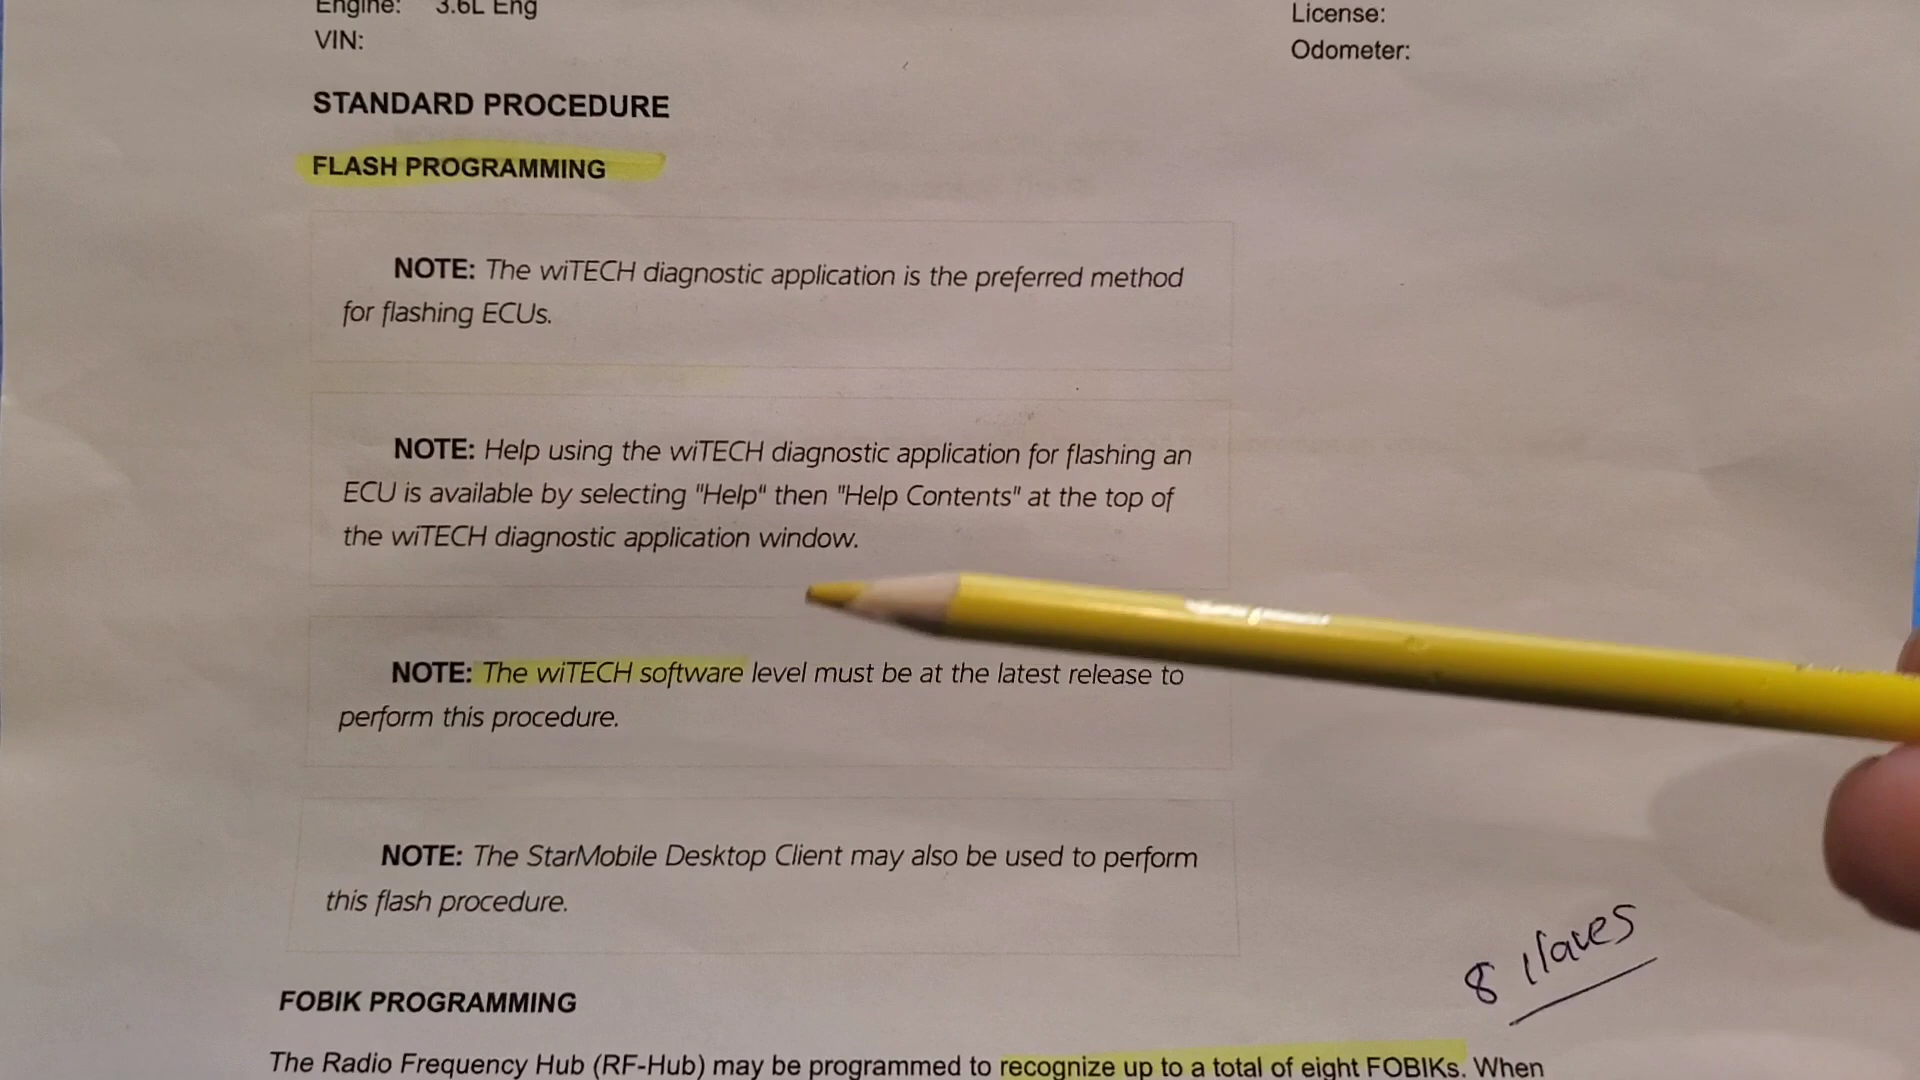 Engine: 3.6L Eng
License:
VIN:
Odometer:
STANDARD PROCEDURE
FLASH PROGRAMMING
NOTE: The wiTECH diagnostic application is the preferred method
for flashing ECUs.
NOTE: Help using the wiTECH diagnostic application for flashing an
ECU is available by selecting "Help" then "Help Contents" at the top of
the wiTECH diagnostic application window.
NOTE: The wiTECH software level must be at the latest release to
perform this procedure.
NOTE: The StarMobile Desktop Client may also be used to perform
this flash procedure.
8 llaves
FOBIK PROGRAMMING
The Radio Frequency Hub (RF-Hub) may be programmed to recognize up to a total of eight FOBIKs. When